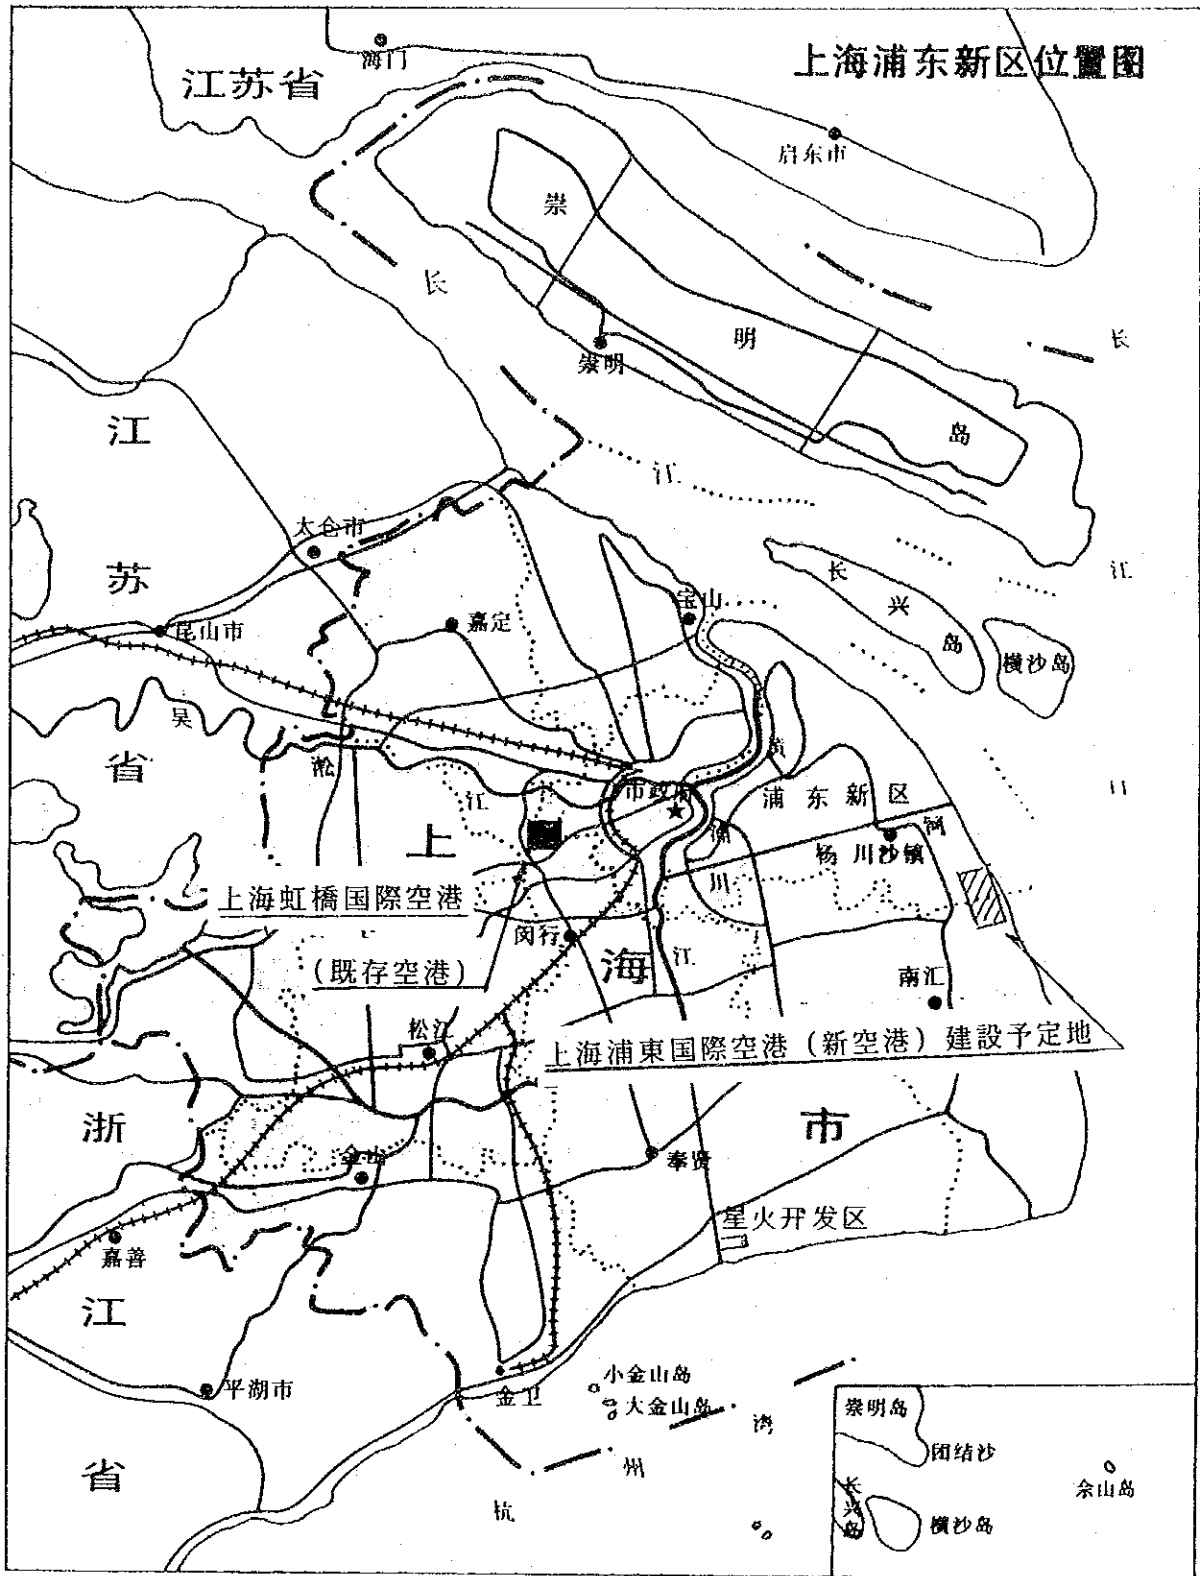 上海浦东新区位置图
江苏省
海门
启东市
崇
明
岛
崇明
长
江
长
江
口
江
苏
省
太仓市
昆山市
嘉定
宝山
长
兴
岛
横沙岛
吴
淞
江
黄
浦
江
市政府
浦东新区
川
杨
河
川沙镇
上
海
市
上海虹橋国際空港
(既存空港)
闵行
南汇
松江
上海浦東国際空港(新空港)建設予定地
浙
江
省
金山
奉贤
星火开发区
嘉善
平湖市
金卫
小金山岛
大金山岛
杭
州
湾
崇明岛
团结沙
长
兴
岛
横沙岛
佘山岛